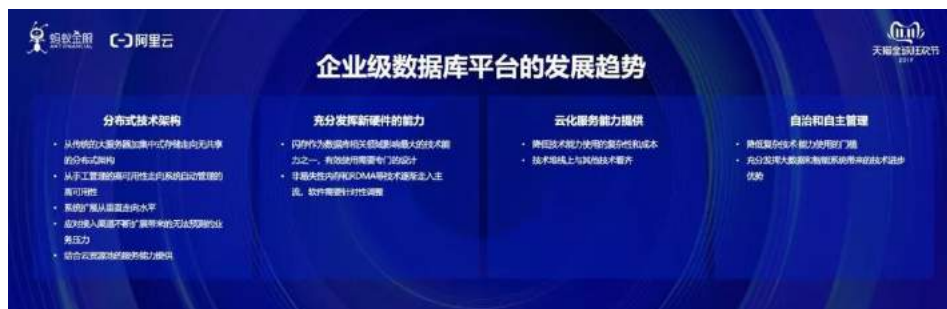 蚂蚁金服
ANT FINANCIAL
阿里云
11.11
天猫全球狂欢节
2019
企业级数据库平台的发展趋势
分布式技术架构
• 从传统的大服务器加集中式存储走向无共享
的分布式架构
• 从手工管理的高可用性走向系统自动管理的
高可用性
• 系统扩展从垂直走向水平
• 应对接入渠道不断扩展带来的无法预测的业
务压力
• 结合云资源池的服务能力提供
充分发挥新硬件的能力
• 闪存作为数据库相关领域影响最大的技术能
力之一，有效使用需要专门的设计
• 非易失性内存和RDMA等技术逐渐走入主
流，软件需要针对性调整
云化服务能力提供
• 降低技术能力使用的复杂性和成本
• 技术堆栈上与其他技术看齐
自治和自主管理
• 降低复杂技术能力使用的门槛
• 充分发挥大数据和智能系统带来的技术进步
优势